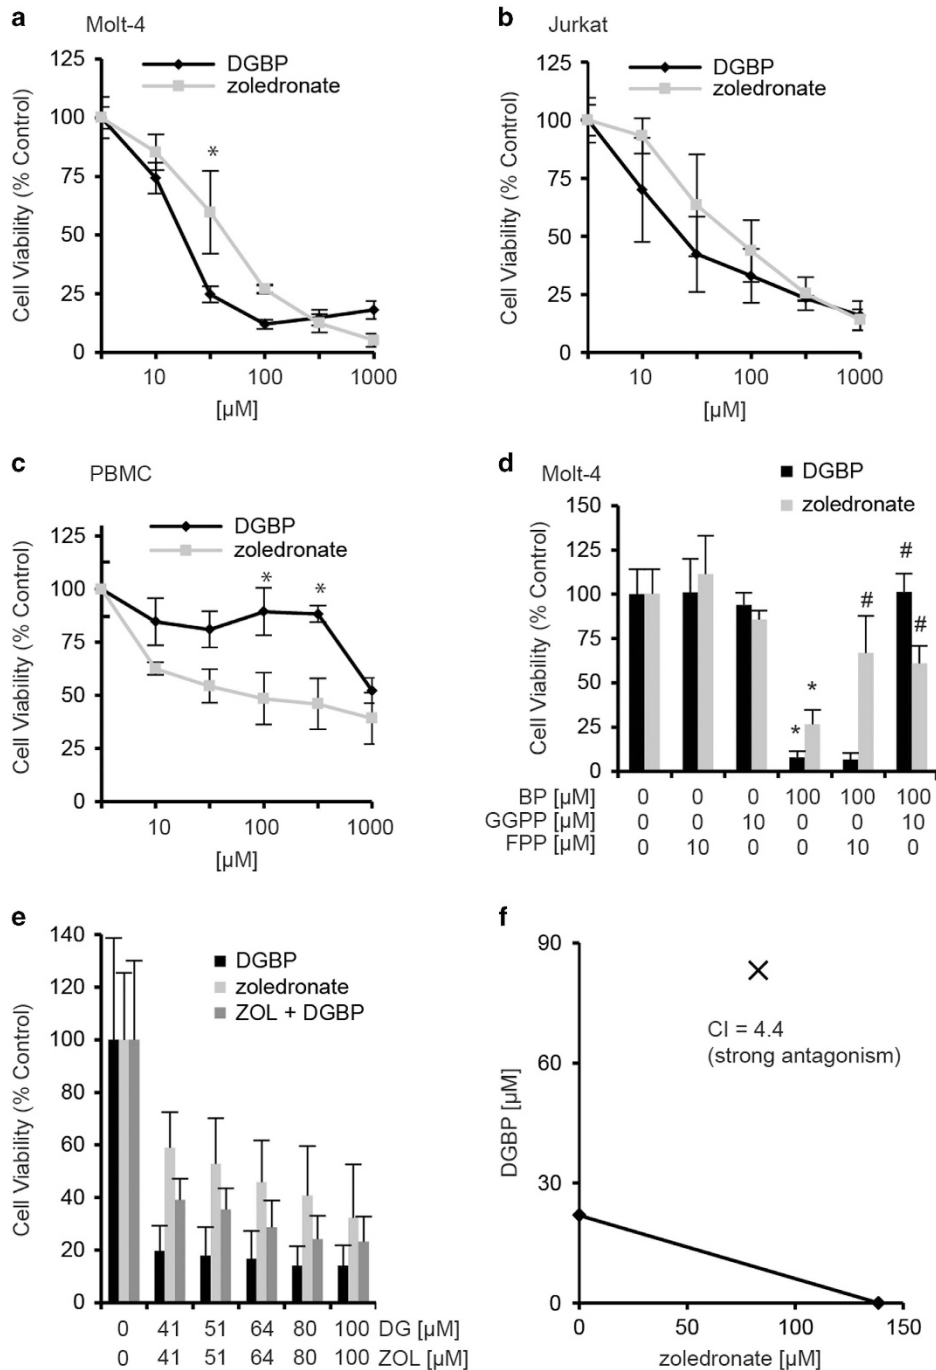 a
Molt-4
DGBP
zoledronate
Cell Viability (% Control)
125
100
75
50
25
0
*
10 100 1000
[µM]
b
Jurkat
DGBP
zoledronate
Cell Viability (% Control)
125
100
75
50
25
0
10 100 1000
[µM]
c
PBMC
DGBP
zoledronate
Cell Viability (% Control)
125
100
75
50
25
0
* *
10 100 1000
[µM]
d
Molt-4
DGBP
zoledronate
Cell Viability (% Control)
150
125
100
75
50
25
0
* * # # #
BP [µM] 0 0 0 100 100 100
GGPP [µM] 0 0 10 0 0 10
FPP [µM] 0 10 0 0 10 0
e
DGBP
zoledronate
ZOL + DGBP
Cell Viability (% Control)
140
120
100
80
60
40
20
0
0 41 51 64 80 100 DG [µM]
0 41 51 64 80 100 ZOL [µM]
f
DGBP [µM]
90
60
30
0
CI = 4.4
(strong antagonism)
0 50 100 150
zoledronate [µM]